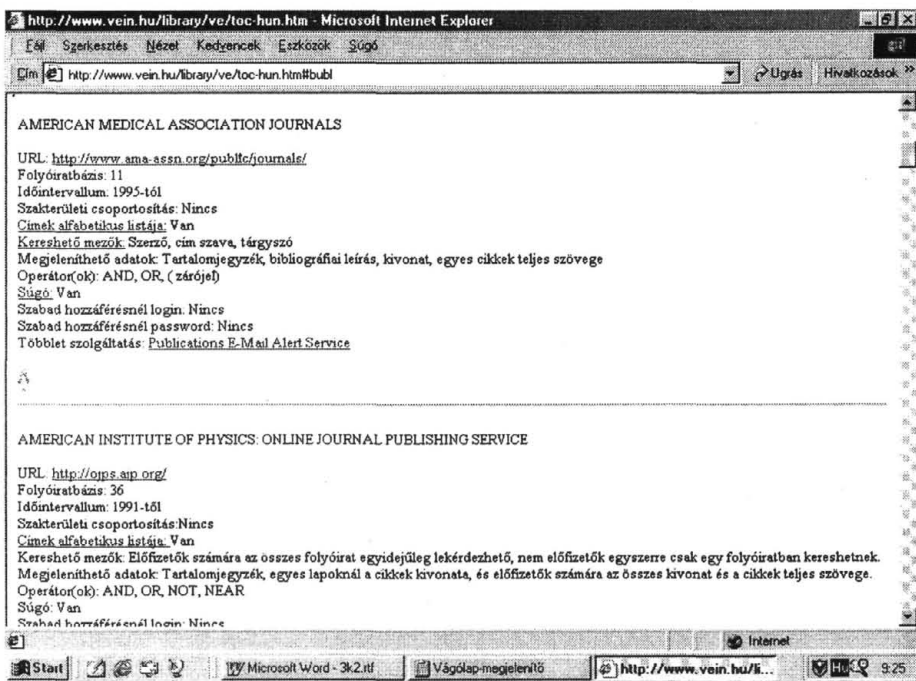 http://www.vein.hu/library/ve/toc-hun.htm - Microsoft Internet Explorer
Fájl Szerkesztés Nézet Kedvencek Eszközök Súgó
Cím http://www.vein.hu/library/ve/toc-hun.htm#bubl Ugrás Hivatkozások »
AMERICAN MEDICAL ASSOCIATION JOURNALS
URL: http://www.ama-assn.org/public/journals/
Folyóiratbázis: 11
Időintervallum: 1995-tól
Szakterületi csoportosítás: Nincs
Címek alfabetikus listája: Van
Kereshető mezők: Szerző, cím szava, tárgyszó
Megjeleníthető adatok: Tartalomjegyzék, bibliográfiai leírás, kivonat, egyes cikkek teljes szövege
Operátor(ok): AND, OR, ( zárójel)
Súgó: Van
Szabad hozzáférésnél login: Nincs
Szabad hozzáférésnél password: Nincs
Többlet szolgáltatás: Publications E-Mail Alert Service
AMERICAN INSTITUTE OF PHYSICS: ONLINE JOURNAL PUBLISHING SERVICE
URL: http://ojps.aip.org/
Folyóiratbázis: 36
Időintervallum: 1991-től
Szakterületi csoportosítás:Nincs
Címek alfabetikus listája: Van
Kereshető mezők: Előfizetők számára az összes folyóirat egyidejűleg lekérdezhető, nem előfizetők egyszerre csak egy folyóiratban kereshetnek.
Megjeleníthető adatok: Tartalomjegyzék, egyes lapoknál a cikkek kivonata, és előfizetők számára az összes kivonat és a cikkek teljes szövege.
Operátor(ok): AND, OR, NOT, NEAR
Súgó: Van
Szabad hozzáférésnél login: Nincs
Internet
Start Microsoft Word - 3k2.rtf Vágólap-megjelenítő http://www.vein.hu/li... Hu 9:25